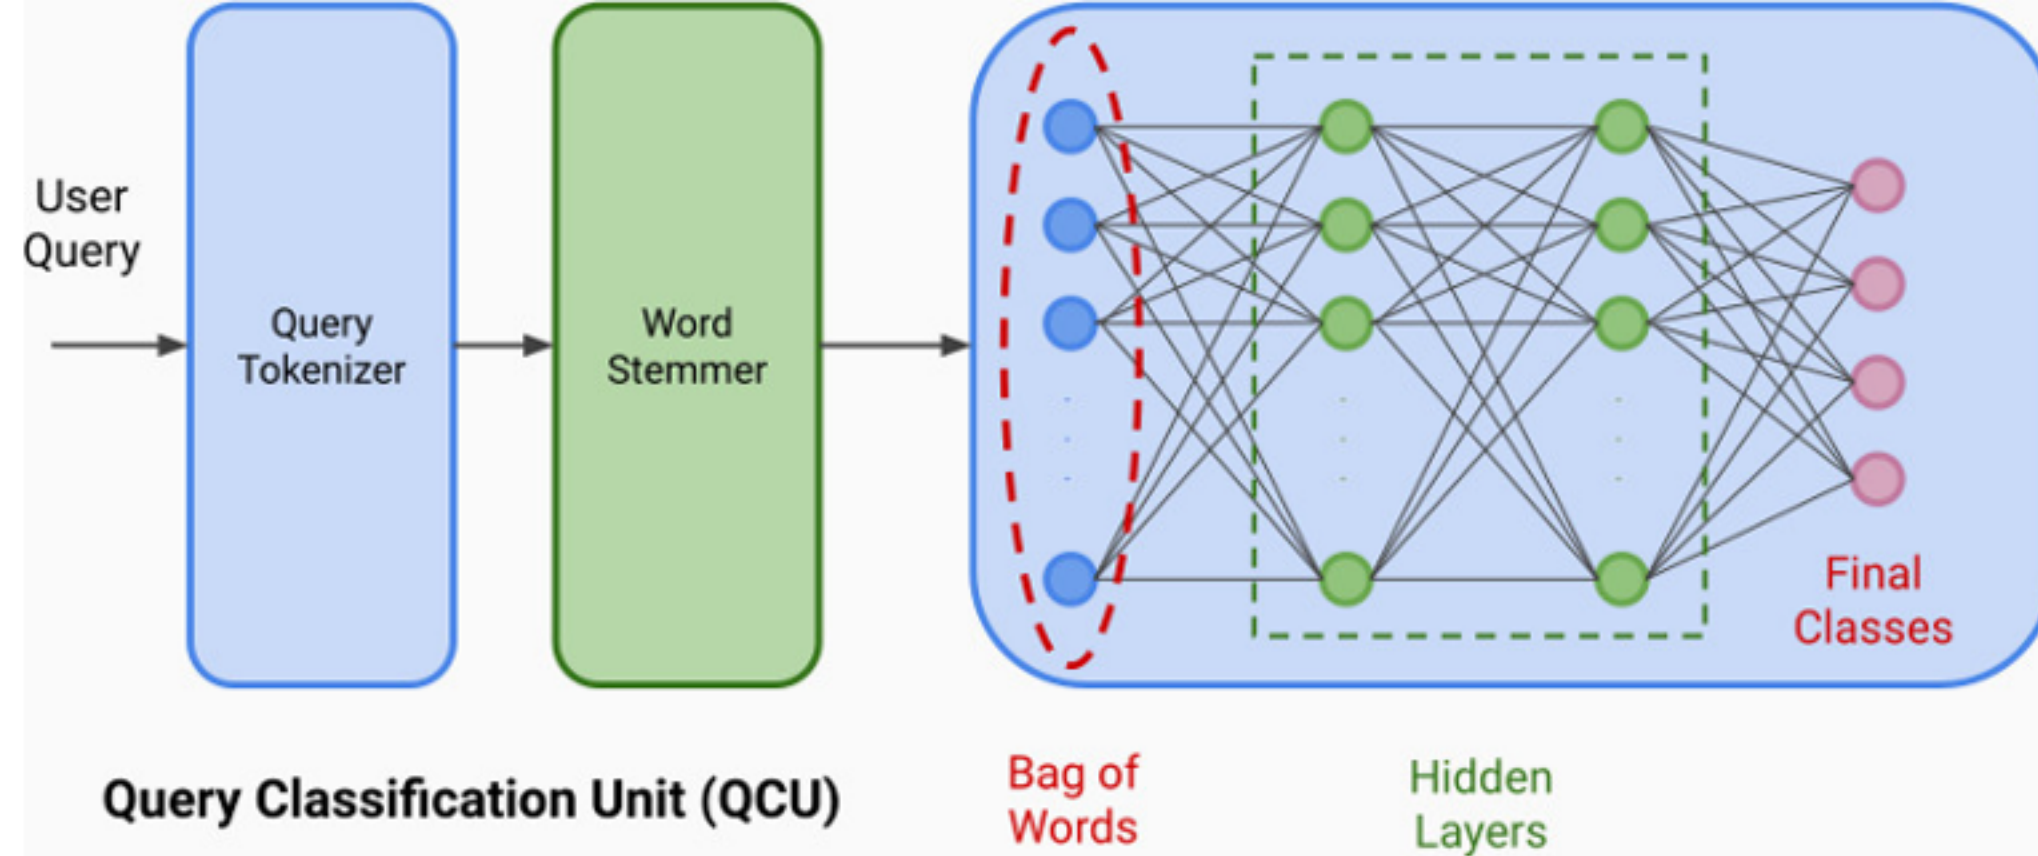 User
Query
Query
Tokenizer
Word
Stemmer
Final
Classes
Query Classification Unit (QCU)
Bag of
Words
Hidden
Layers